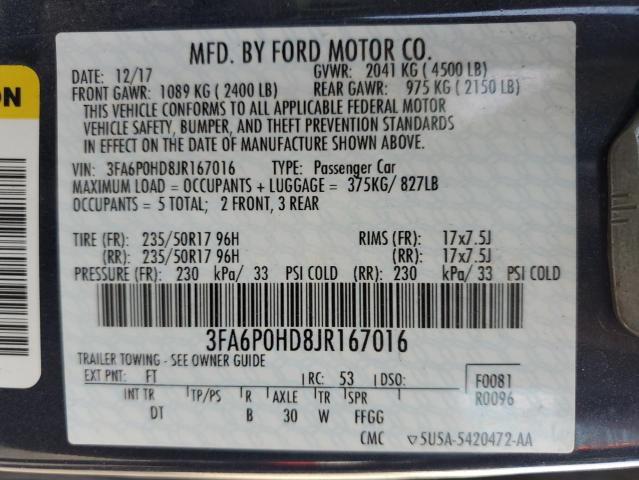 MFD. BY FORD MOTOR CO.
DATE: 12/17 GVWR: 2041 KG ( 4500 LB)
FRONT GAWR: 1089 KG ( 2400 LB) REAR GAWR: 975 KG ( 2150 LB)
THIS VEHICLE CONFORMS TO ALL APPLICABLE FEDERAL MOTOR
VEHICLE SAFETY, BUMPER, AND THEFT PREVENTION STANDARDS
IN EFFECT ON THE DATE OF MANUFACTURE SHOWN ABOVE.
VIN: 3FA6P0HD8JR167016 TYPE: Passenger Car
MAXIMUM LOAD = OCCUPANTS + LUGGAGE = 375KG/ 827LB
OCCUPANTS = 5 TOTAL; 2 FRONT, 3 REAR
TIRE (FR): 235/50R17 96H RIMS (FR): 17x7.5J
(RR): 235/50R17 96H (RR): 17x7.5J
PRESSURE (FR): 230 kPa/ 33 PSI COLD (RR): 230 kPa/ 33 PSI COLD
3FA6P0HD8JR167016
TRAILER TOWING - SEE OWNER GUIDE
EXT PNT: FT RC: 53 DSO: F0081
INT TR TP/PS R AXLE TR SPR R0096
DT B 30 W FFGG
CMC ▽5U5A-5420472-AA
ON